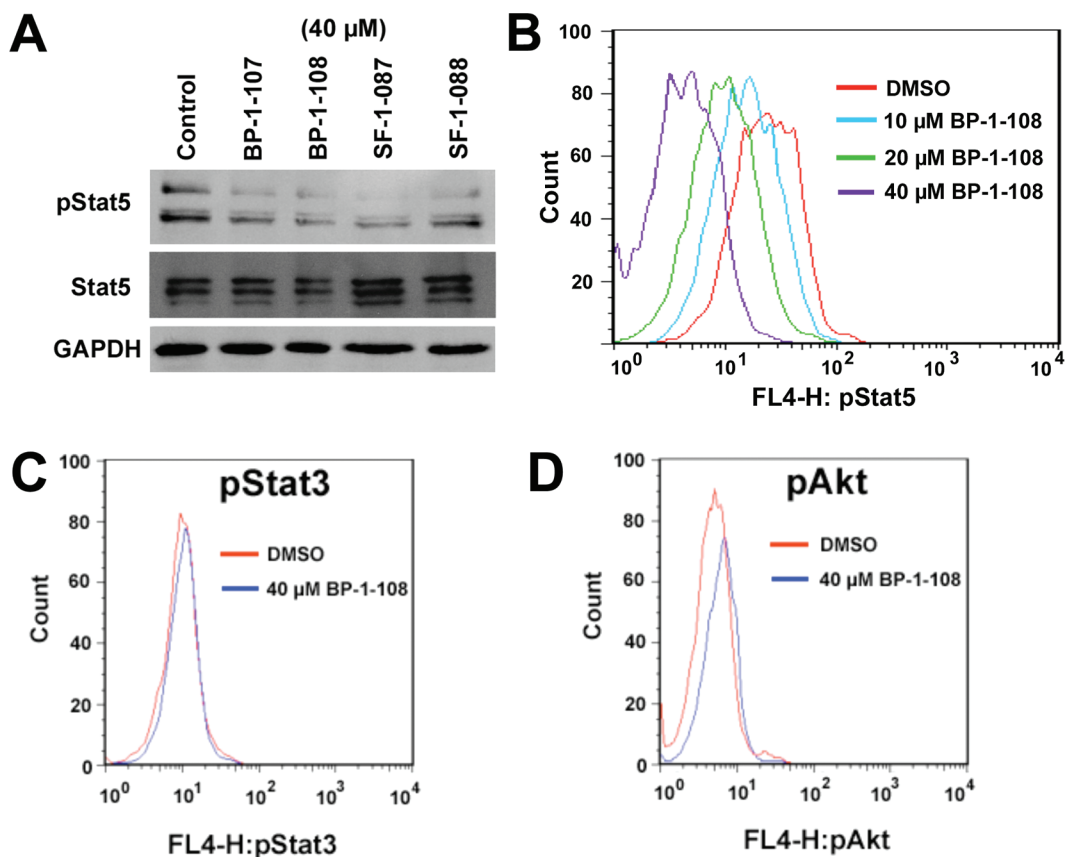 A
(40 µM)
Control
BP-1-107
BP-1-108
SF-1-087
SF-1-088
pStat5
Stat5
GAPDH
B
100
80
60
40
20
Count
DMSO
10 µM BP-1-108
20 µM BP-1-108
40 µM BP-1-108
10^0 10^1 10^2 10^3 10^4
FL4-H: pStat5
C
pStat3
100
80
60
40
20
0
Count
DMSO
40 µM BP-1-108
10^0 10^1 10^2 10^3 10^4
FL4-H:pStat3
D
pAkt
100
80
60
40
20
0
Count
DMSO
40 µM BP-1-108
10^0 10^1 10^2 10^3 10^4
FL4-H:pAkt